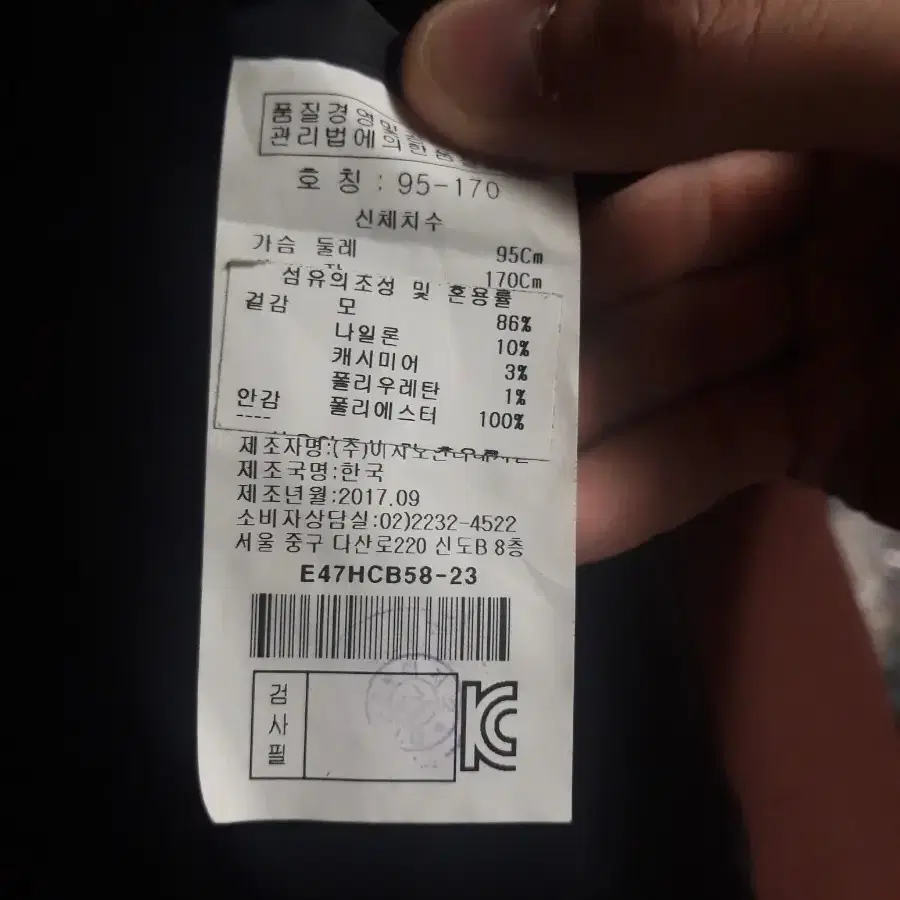 품질경영및
관리법에의한
호 칭 : 95-170
신체치수
가슴 둘레 95Cm
170Cm
섬유의조성 및 혼용률
겉감 모 86%
나일론 10%
캐시미어 3%
폴리우레탄 1%
안감 폴리에스터 100%
----
제조자명:(주)
제조국명:한국
제조년월:2017.09
소비자상담실:02)2232-4522
서울 중구 다산로220 신도B 8층
E47HCB58-23
검사필